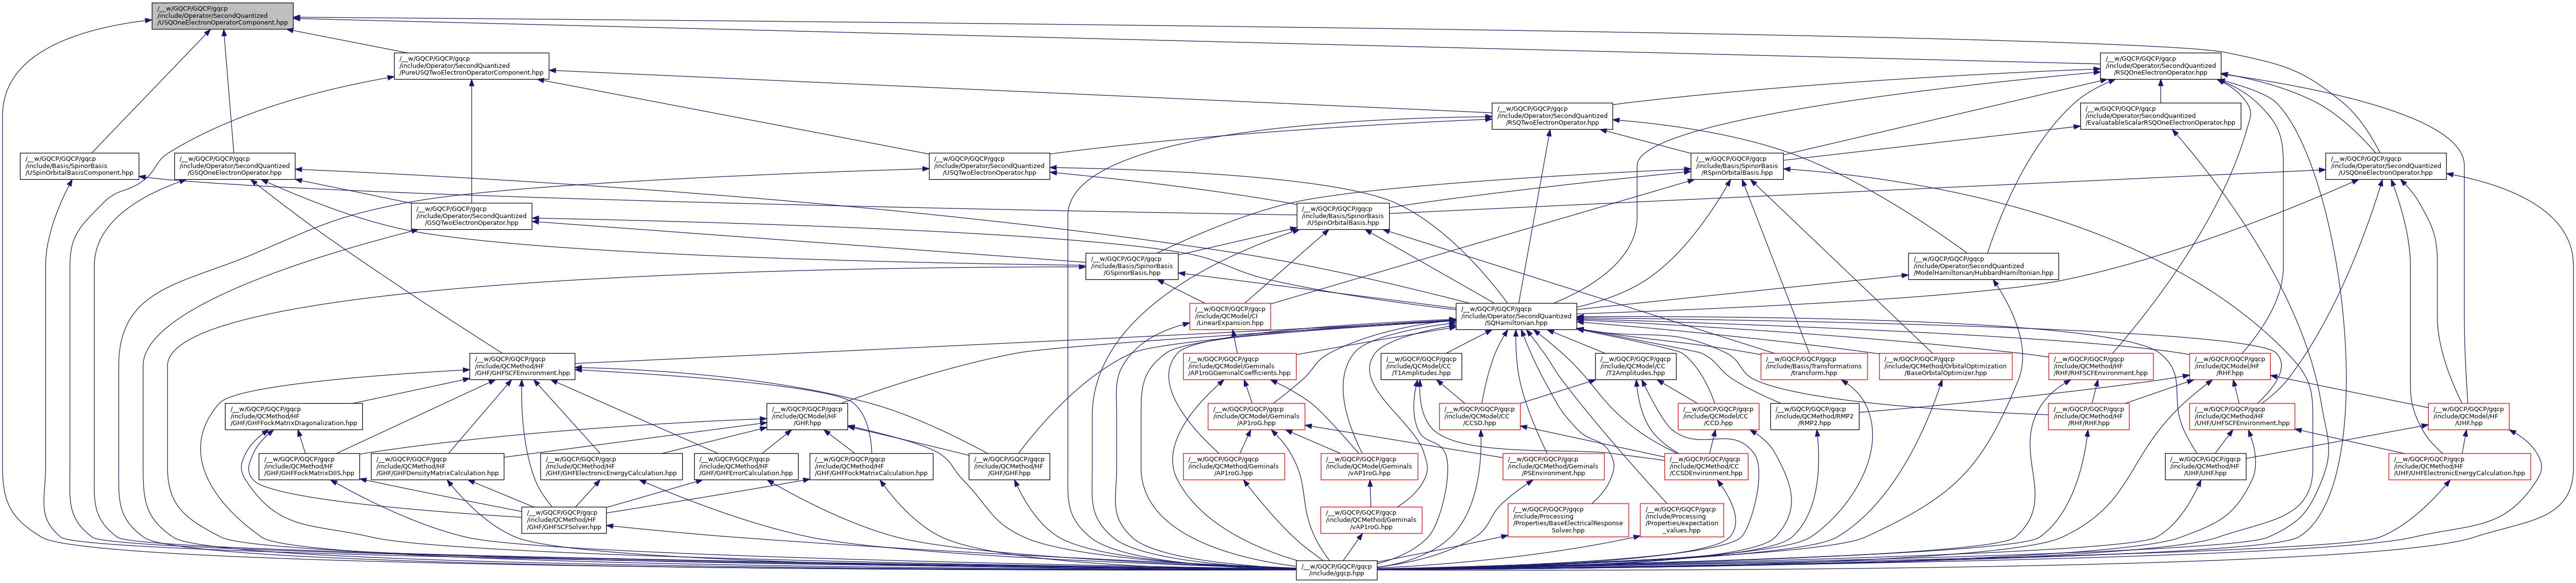 /__w/GQCP/GQCP/gqcp
/include/Operator/SecondQuantized
/USQOneElectronOperatorComponent.hpp
/__w/GQCP/GQCP/gqcp
/include/Operator/SecondQuantized
/PureUSQTwoElectronOperatorComponent.hpp
/__w/GQCP/GQCP/gqcp
/include/Operator/SecondQuantized
/RSQOneElectronOperator.hpp
/__w/GQCP/GQCP/gqcp
/include/Operator/SecondQuantized
/RSQTwoElectronOperator.hpp
/__w/GQCP/GQCP/gqcp
/include/Operator/SecondQuantized
/EvaluatableScalarRSQOneElectronOperator.hpp
/__w/GQCP/GQCP/gqcp
/include/Basis/SpinorBasis
/USpinOrbitalBasisComponent.hpp
/__w/GQCP/GQCP/gqcp
/include/Operator/SecondQuantized
/GSQOneElectronOperator.hpp
/__w/GQCP/GQCP/gqcp
/include/Operator/SecondQuantized
/USQTwoElectronOperator.hpp
/__w/GQCP/GQCP/gqcp
/include/Basis/SpinorBasis
/RSpinOrbitalBasis.hpp
/__w/GQCP/GQCP/gqcp
/include/Operator/SecondQuantized
/USQOneElectronOperator.hpp
/__w/GQCP/GQCP/gqcp
/include/Operator/SecondQuantized
/GSQTwoElectronOperator.hpp
/__w/GQCP/GQCP/gqcp
/include/Basis/SpinorBasis
/USpinOrbitalBasis.hpp
/__w/GQCP/GQCP/gqcp
/include/Basis/SpinorBasis
/GSpinorBasis.hpp
/__w/GQCP/GQCP/gqcp
/include/Operator/SecondQuantized
/ModelHamiltonian/HubbardHamiltonian.hpp
/__w/GQCP/GQCP/gqcp
/include/QCModel/CI
/LinearExpansion.hpp
/__w/GQCP/GQCP/gqcp
/include/Operator/SecondQuantized
/SQHamiltonian.hpp
/__w/GQCP/GQCP/gqcp
/include/QCMethod/HF
/GHF/GHFSCFEnvironment.hpp
/__w/GQCP/GQCP/gqcp
/include/QCModel/Geminals
/AP1roGGeminalCoefficients.hpp
/__w/GQCP/GQCP/gqcp
/include/QCModel/CC
/T1Amplitudes.hpp
/__w/GQCP/GQCP/gqcp
/include/QCModel/CC
/T2Amplitudes.hpp
/__w/GQCP/GQCP/gqcp
/include/Basis/Transformations
/transform.hpp
/__w/GQCP/GQCP/gqcp
/include/QCMethod/OrbitalOptimization
/BaseOrbitalOptimizer.hpp
/__w/GQCP/GQCP/gqcp
/include/QCMethod/HF
/RHF/RHFSCFEnvironment.hpp
/__w/GQCP/GQCP/gqcp
/include/QCModel/HF
/RHF.hpp
/__w/GQCP/GQCP/gqcp
/include/QCMethod/HF
/GHF/GHFFockMatrixDiagonalization.hpp
/__w/GQCP/GQCP/gqcp
/include/QCModel/HF
/GHF.hpp
/__w/GQCP/GQCP/gqcp
/include/QCModel/Geminals
/AP1roG.hpp
/__w/GQCP/GQCP/gqcp
/include/QCModel/CC
/CCSD.hpp
/__w/GQCP/GQCP/gqcp
/include/QCModel/CC
/CCD.hpp
/__w/GQCP/GQCP/gqcp
/include/QCMethod/RMP2
/RMP2.hpp
/__w/GQCP/GQCP/gqcp
/include/QCMethod/HF
/RHF/RHF.hpp
/__w/GQCP/GQCP/gqcp
/include/QCMethod/HF
/UHF/UHFSCFEnvironment.hpp
/__w/GQCP/GQCP/gqcp
/include/QCModel/HF
/UHF.hpp
/__w/GQCP/GQCP/gqcp
/include/QCMethod/HF
/GHF/GHFFockMatrixDIIS.hpp
/__w/GQCP/GQCP/gqcp
/include/QCMethod/HF
/GHF/GHFDensityMatrixCalculation.hpp
/__w/GQCP/GQCP/gqcp
/include/QCMethod/HF
/GHF/GHFElectronicEnergyCalculation.hpp
/__w/GQCP/GQCP/gqcp
/include/QCMethod/HF
/GHF/GHFErrorCalculation.hpp
/__w/GQCP/GQCP/gqcp
/include/QCMethod/HF
/GHF/GHFFockMatrixCalculation.hpp
/__w/GQCP/GQCP/gqcp
/include/QCMethod/HF
/GHF/GHF.hpp
/__w/GQCP/GQCP/gqcp
/include/QCMethod/Geminals
/AP1roG.hpp
/__w/GQCP/GQCP/gqcp
/include/QCModel/Geminals
/vAP1roG.hpp
/__w/GQCP/GQCP/gqcp
/include/QCMethod/Geminals
/PSEnvironment.hpp
/__w/GQCP/GQCP/gqcp
/include/QCMethod/CC
/CCSDEnvironment.hpp
/__w/GQCP/GQCP/gqcp
/include/QCMethod/HF
/UHF/UHF.hpp
/__w/GQCP/GQCP/gqcp
/include/QCMethod/HF
/UHF/UHFElectronicEnergyCalculation.hpp
/__w/GQCP/GQCP/gqcp
/include/QCMethod/HF
/GHF/GHFSCFSolver.hpp
/__w/GQCP/GQCP/gqcp
/include/QCMethod/Geminals
/vAP1roG.hpp
/__w/GQCP/GQCP/gqcp
/include/Processing
/Properties/BaseElectricalResponse
Solver.hpp
/__w/GQCP/GQCP/gqcp
/include/Processing
/Properties/expectation
_values.hpp
/__w/GQCP/GQCP/gqcp
/include/gqcp.hpp